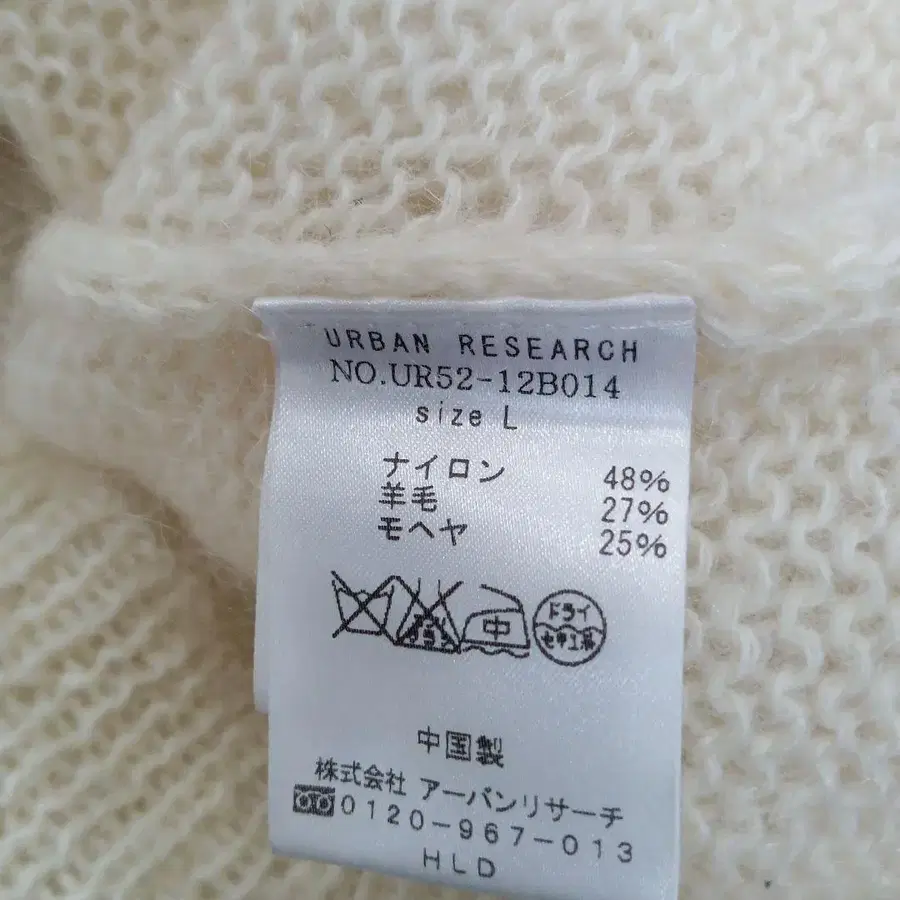 URBAN RESEARCH
NO.UR52-12B014
size L
ナイロン 48%
羊毛 27%
モヘヤ 25%
中
ドライ
中国製
株式会社 アーバンリサーチ
0120-967-013
HLD